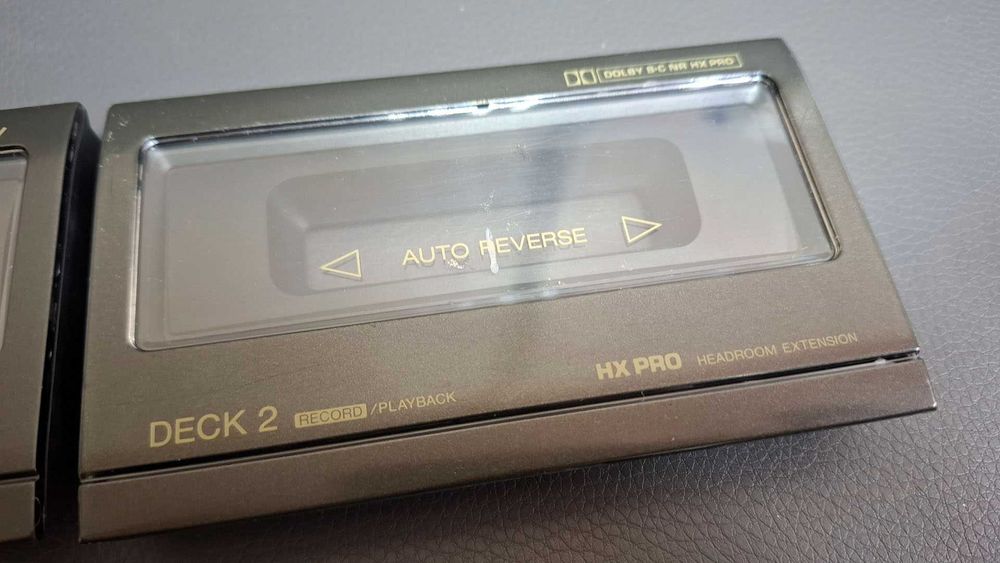 DOLBY B·C NR HX PRO
AUTO REVERSE
HX PRO HEADROOM EXTENSION
DECK 2 RECORD /PLAYBACK